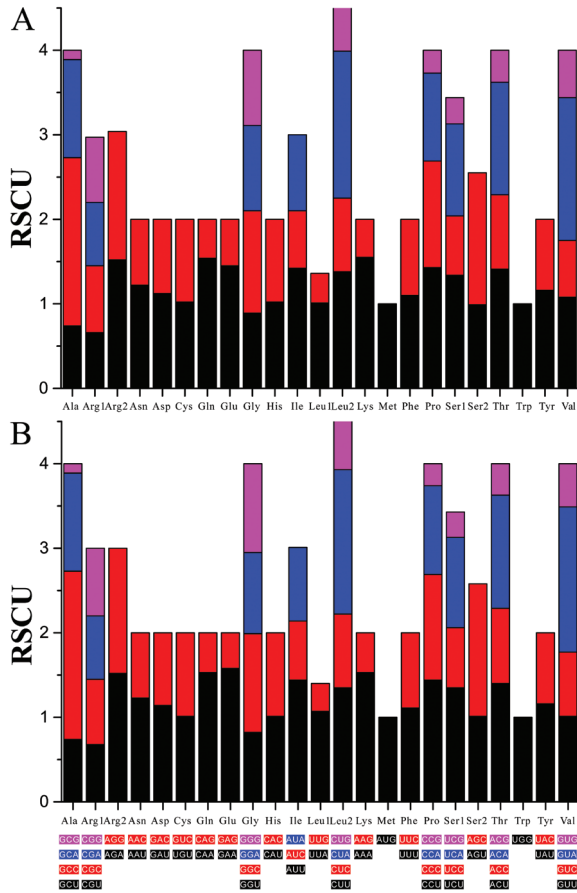 A
4
3
2
1
0
RSCU
Ala Arg1 Arg2 Asn Asp Cys Gln Glu Gly His Ile Leu1 Leu2 Lys Met Phe Pro Ser1 Ser2 Thr Trp Tyr Val
B
4
3
2
1
0
RSCU
Ala Arg1 Arg2 Asn Asp Cys Gln Glu Gly His Ile Leu1 Leu2 Lys Met Phe Pro Ser1 Ser2 Thr Trp Tyr Val
GCG CGG AGG AAC GAC GUC CAG GAG GGG CAC AUA UUG CUG AAG AUG UUC CCG UCG AGC ACG UGG UAC GUG
GCA CGA AGA AAU GAU UGU CAA GAA GGA CAU AUC UUA CUA AAA UUU CCA UCA AGU ACA UAU GUA
GCC CGC GGC AUU CUC CCC UCC ACC GUC
GCU CGU GGU CUU CCU UCU ACU GUU